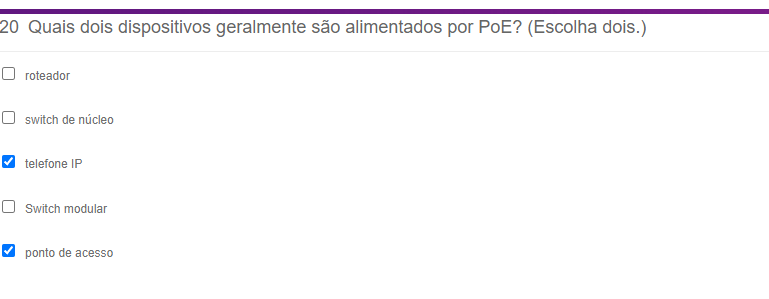 20 Quais dois dispositivos geralmente são alimentados por PoE? (Escolha dois.)
roteador
switch de núcleo
telefone IP
Switch modular
ponto de acesso